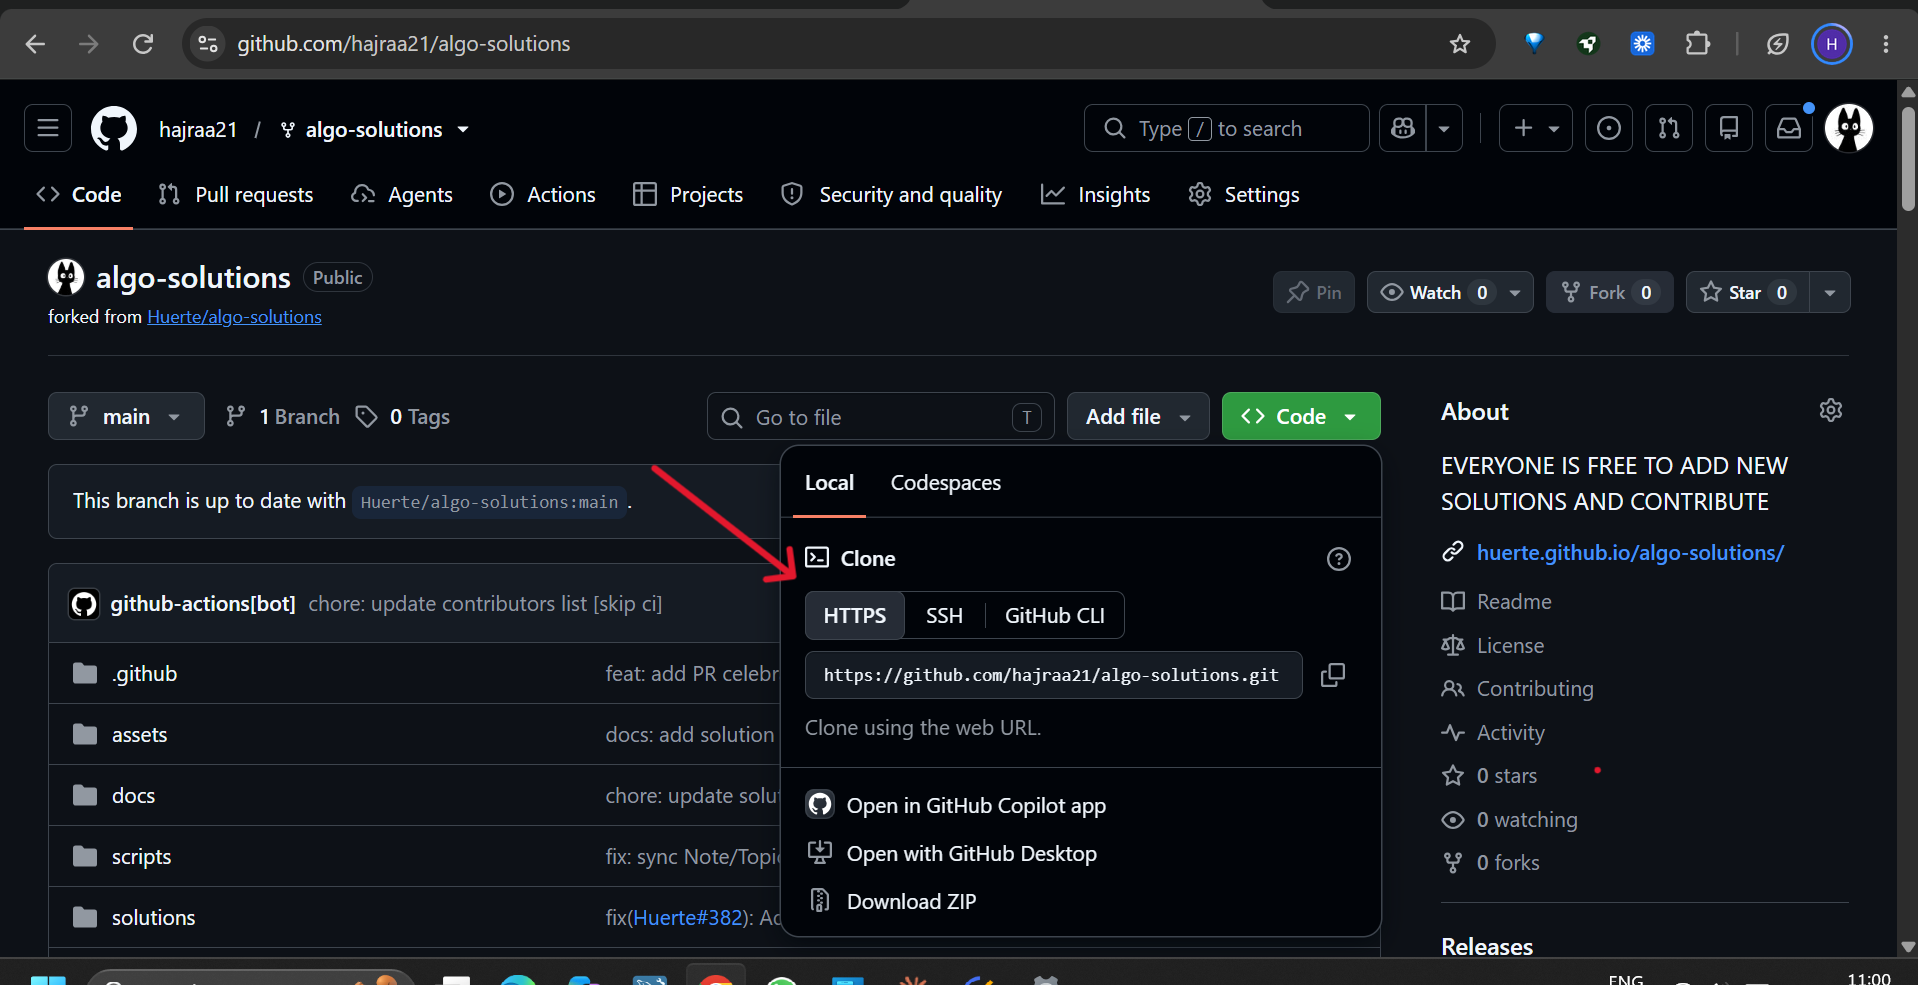 github.com/hajraa21/algo-solutions
H
hajraa21 / algo-solutions
Type / to search
Code Pull requests Agents Actions Projects Security and quality Insights Settings
algo-solutions Public
forked from Huerte/algo-solutions
Pin Watch 0 Fork 0 Star 0
main 1 Branch 0 Tags Go to file T Add file Code
This branch is up to date with Huerte/algo-solutions:main .
github-actions[bot] chore: update contributors list [skip ci]
.github feat: add PR celebr
assets docs: add solution
docs chore: update solu
scripts fix: sync Note/Topi
solutions fix(Huerte#382): Ad
Local Codespaces
Clone
HTTPS SSH GitHub CLI
https://github.com/hajraa21/algo-solutions.git
Clone using the web URL.
Open in GitHub Copilot app
Open with GitHub Desktop
Download ZIP
About
EVERYONE IS FREE TO ADD NEW
SOLUTIONS AND CONTRIBUTE
huerte.github.io/algo-solutions/
Readme
License
Contributing
Activity
0 stars
0 watching
0 forks
Releases
ENG 11:00